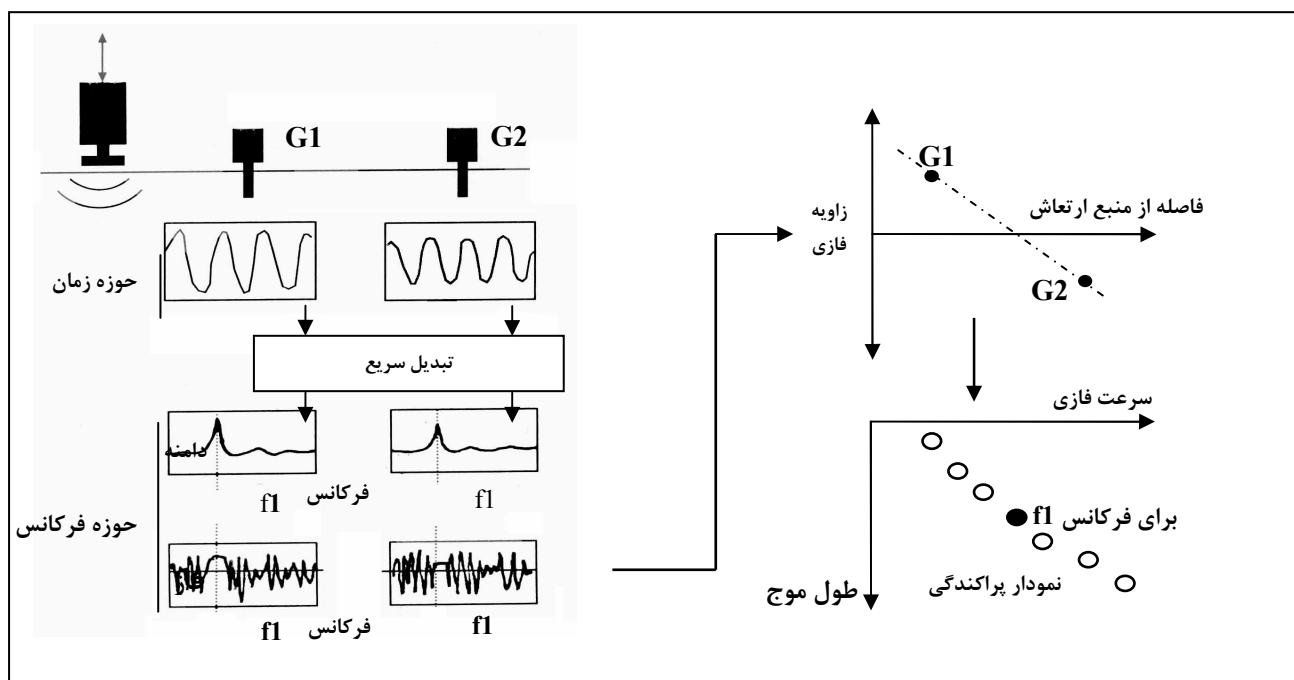 G1
G2
حوزه زمان
تبدیل سریع
دامنه
f1
فرکانس
f1
حوزه فرکانس
فاز
f1
فرکانس
f1
زاویه
فازی
G1
فاصله از منبع ارتعاش
G2
سرعت فازی
برای فرکانس f1
نمودار پراکندگی
طول موج